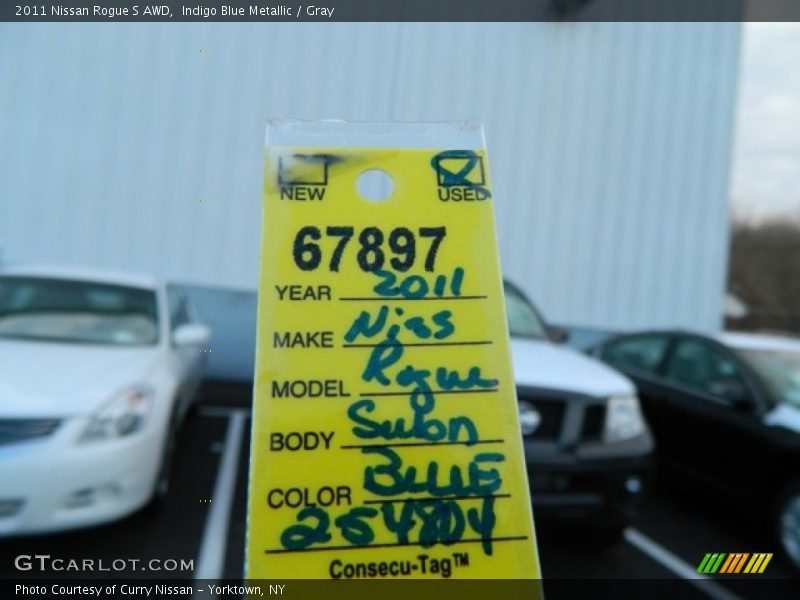 2011 Nissan Rogue S AWD,  Indigo Blue Metallic / Gray
NEW USED
67897
YEAR 2011
MAKE Niss
MODEL Rogue
BODY Subn
COLOR BLUE
254804
Consecu-Tag™
GTCARLOT.COM
Photo Courtesy of Curry Nissan - Yorktown, NY